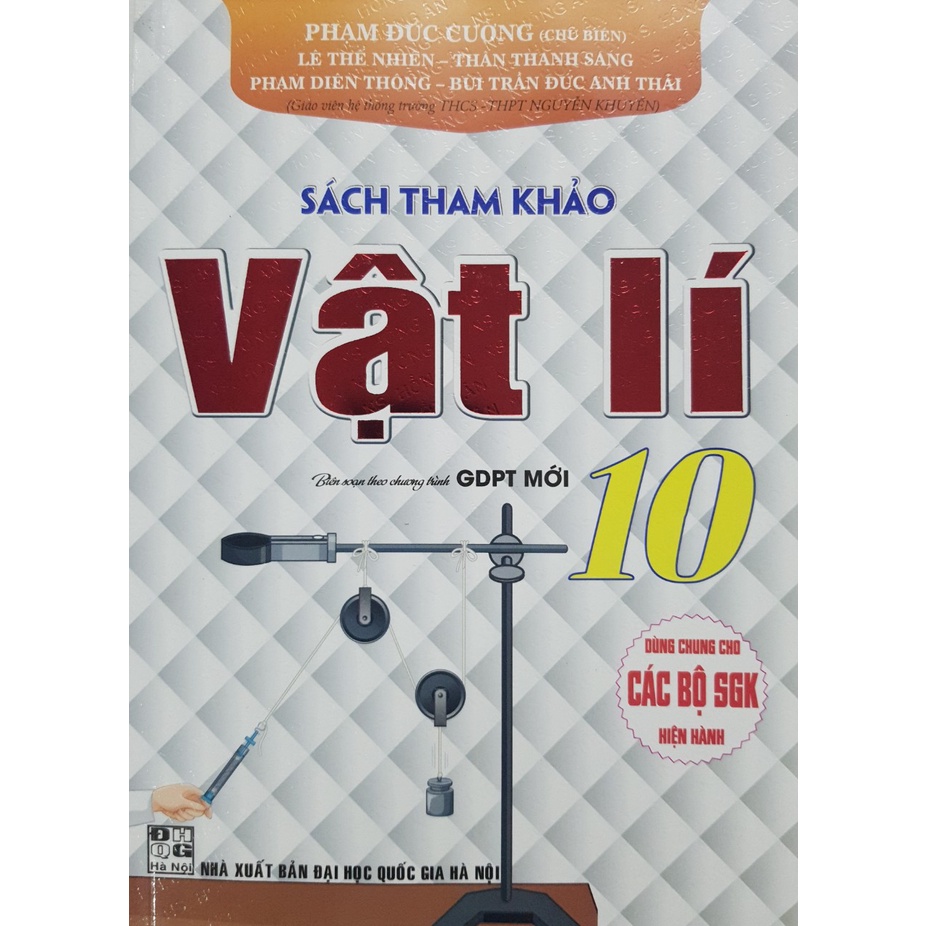 PHẠM ĐỨC CƯỜNG (CHỦ BIÊN)
LÊ THẾ NHIÊN – THÂN THANH SANG
PHẠM DIÊN THÔNG – BÙI TRẦN ĐỨC ANH THÁI
(Giáo viên hệ thống trường THCS - THPT NGUYỄN KHUYẾN)
SÁCH THAM KHẢO
Vật lí
10
Biên soạn theo chương trình GDPT MỚI
DÙNG CHUNG CHO
CÁC BỘ SGK
HIỆN HÀNH
ĐH
QG
Hà Nội
NHÀ XUẤT BẢN ĐẠI HỌC QUỐC GIA HÀ NỘI